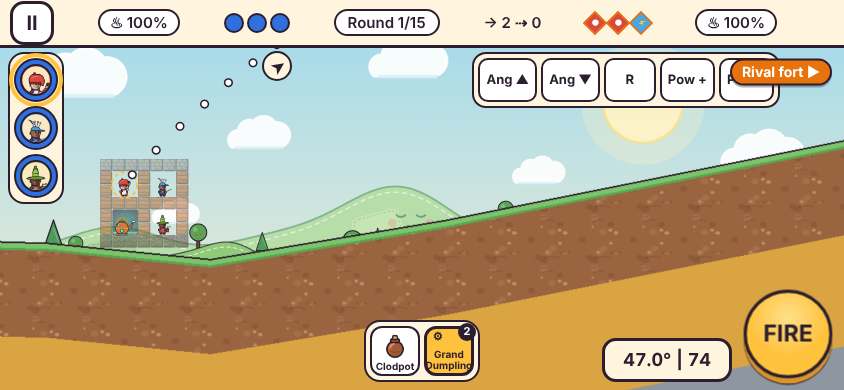 100%
Round 1/15
→ 2 ⇢ 0
100%
Ang ▲
Ang ▼
R
Pow +
Rival fort ▶
Clodpot
2
Grand
Dumpling
47.0° | 74
FIRE